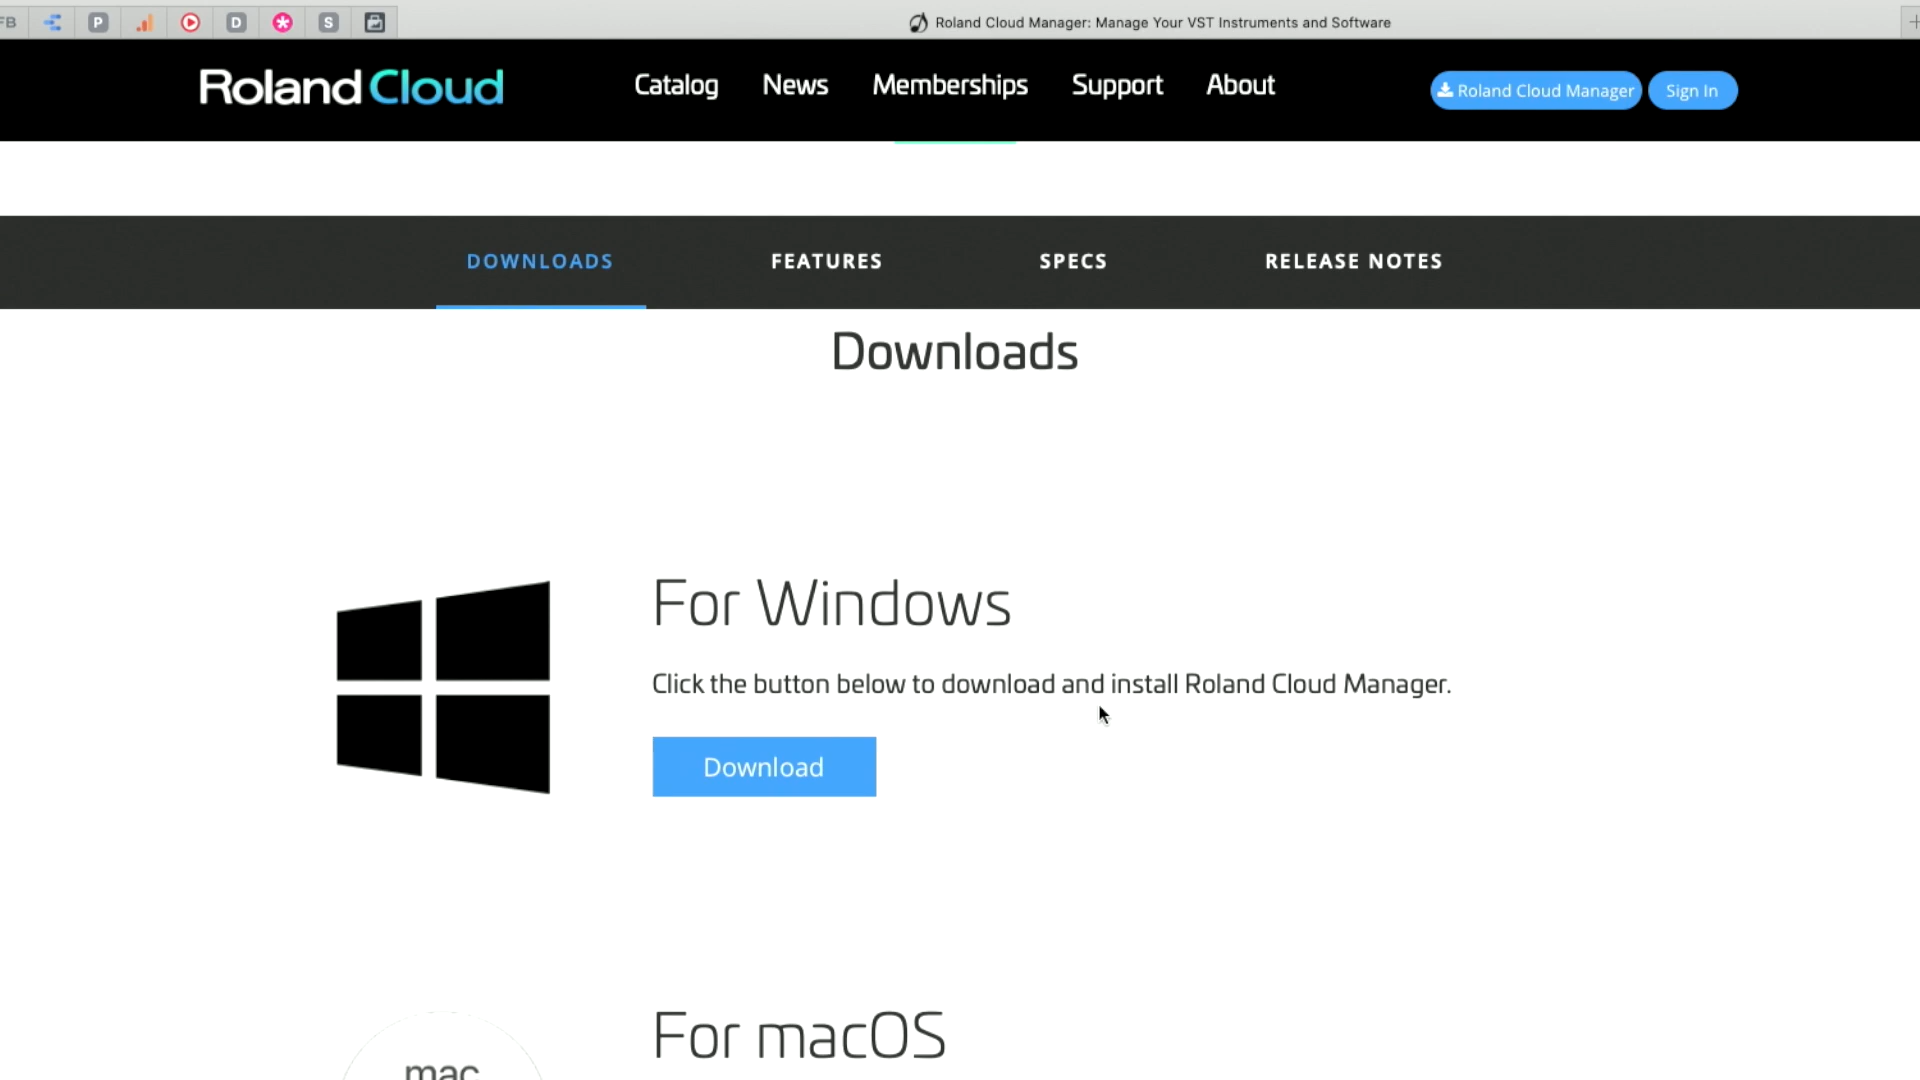 FB P D S Roland Cloud Manager: Manage Your VST Instruments and Software
Roland Cloud Catalog News Memberships Support About Roland Cloud Manager Sign In
DOWNLOADS FEATURES SPECS RELEASE NOTES
Downloads
For Windows
Click the button below to download and install Roland Cloud Manager.
Download
For macOS
mac